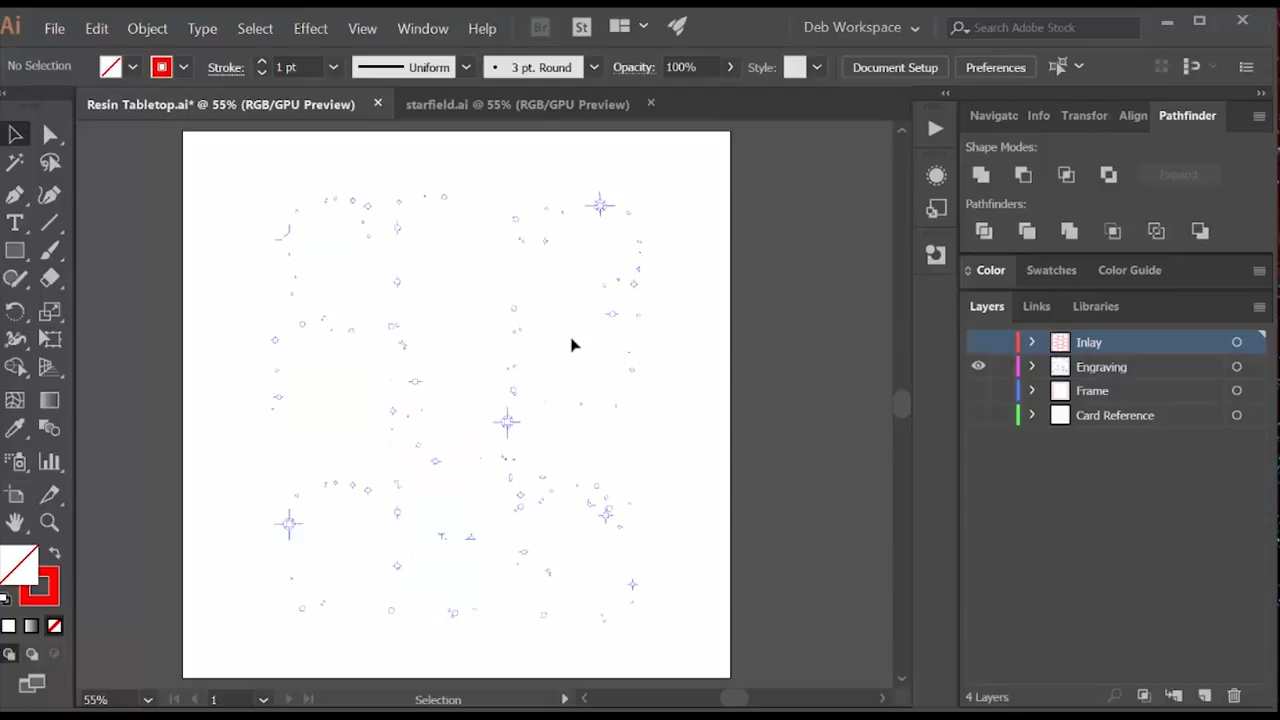 Ai File Edit Object Type Select Effect View Window Help Br St Deb Workspace Search Adobe Stock
No Selection Stroke: 1 pt Uniform 3 pt. Round Opacity: 100% Style: Document Setup Preferences
Resin Tabletop.ai* @ 55% (RGB/GPU Preview) × starfield.ai @ 55% (RGB/GPU Preview) ×
Navigato Info Transfor Align Pathfinder
Shape Modes:
Expand
Pathfinders:
Color Swatches Color Guide
Layers Links Libraries
Inlay
Engraving
Frame
Card Reference
4 Layers
55% 1 Selection